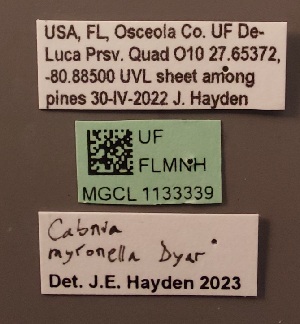 USA, FL, Osceola Co. UF De-
Luca Prsv. Quad O10 27.65372,
-80.88500 UVL sheet among
pines 30-IV-2022 J. Hayden
UF
FLMNH
MGCL 1133339
Cabnia
myronella Dyar
Det. J.E. Hayden 2023